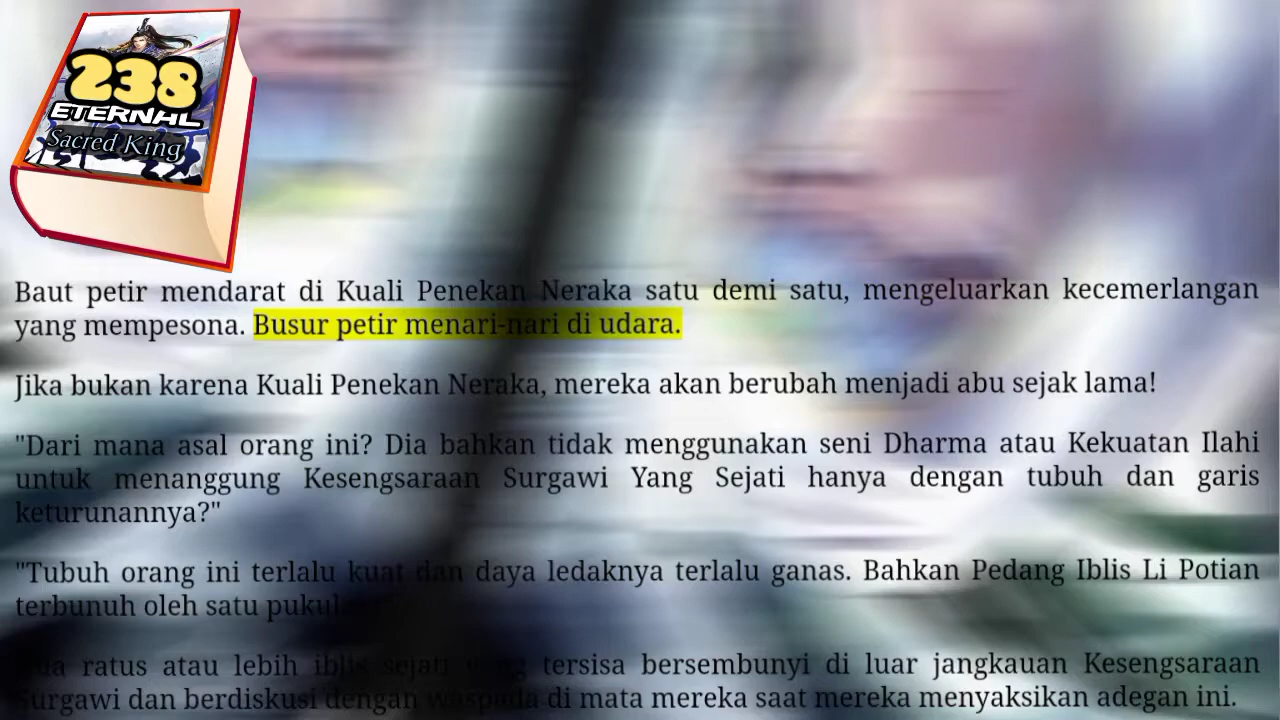 238
ETERNAL
Sacred King
Baut petir mendarat di Kuali Penekan Neraka satu demi satu, mengeluarkan kecemerlangan
yang mempesona. Busur petir menari-nari di udara.
Jika bukan karena Kuali Penekan Neraka, mereka akan berubah menjadi abu sejak lama!
"Dari mana asal orang ini? Dia bahkan tidak menggunakan seni Dharma atau Kekuatan Ilahi
untuk menanggung Kesengsaraan Surgawi Yang Sejati hanya dengan tubuh dan garis
keturunannya?"
"Tubuh orang ini terlalu kuat dan daya ledaknya terlalu ganas. Bahkan Pedang Iblis Li Potian
terbunuh oleh satu
ratus atau lebih iblis sejati yang tersisa bersembunyi di luar jangkauan Kesengsaraan
Surgawi dan berdiskusi dengan waspada di mata mereka saat mereka menyaksikan adegan ini.